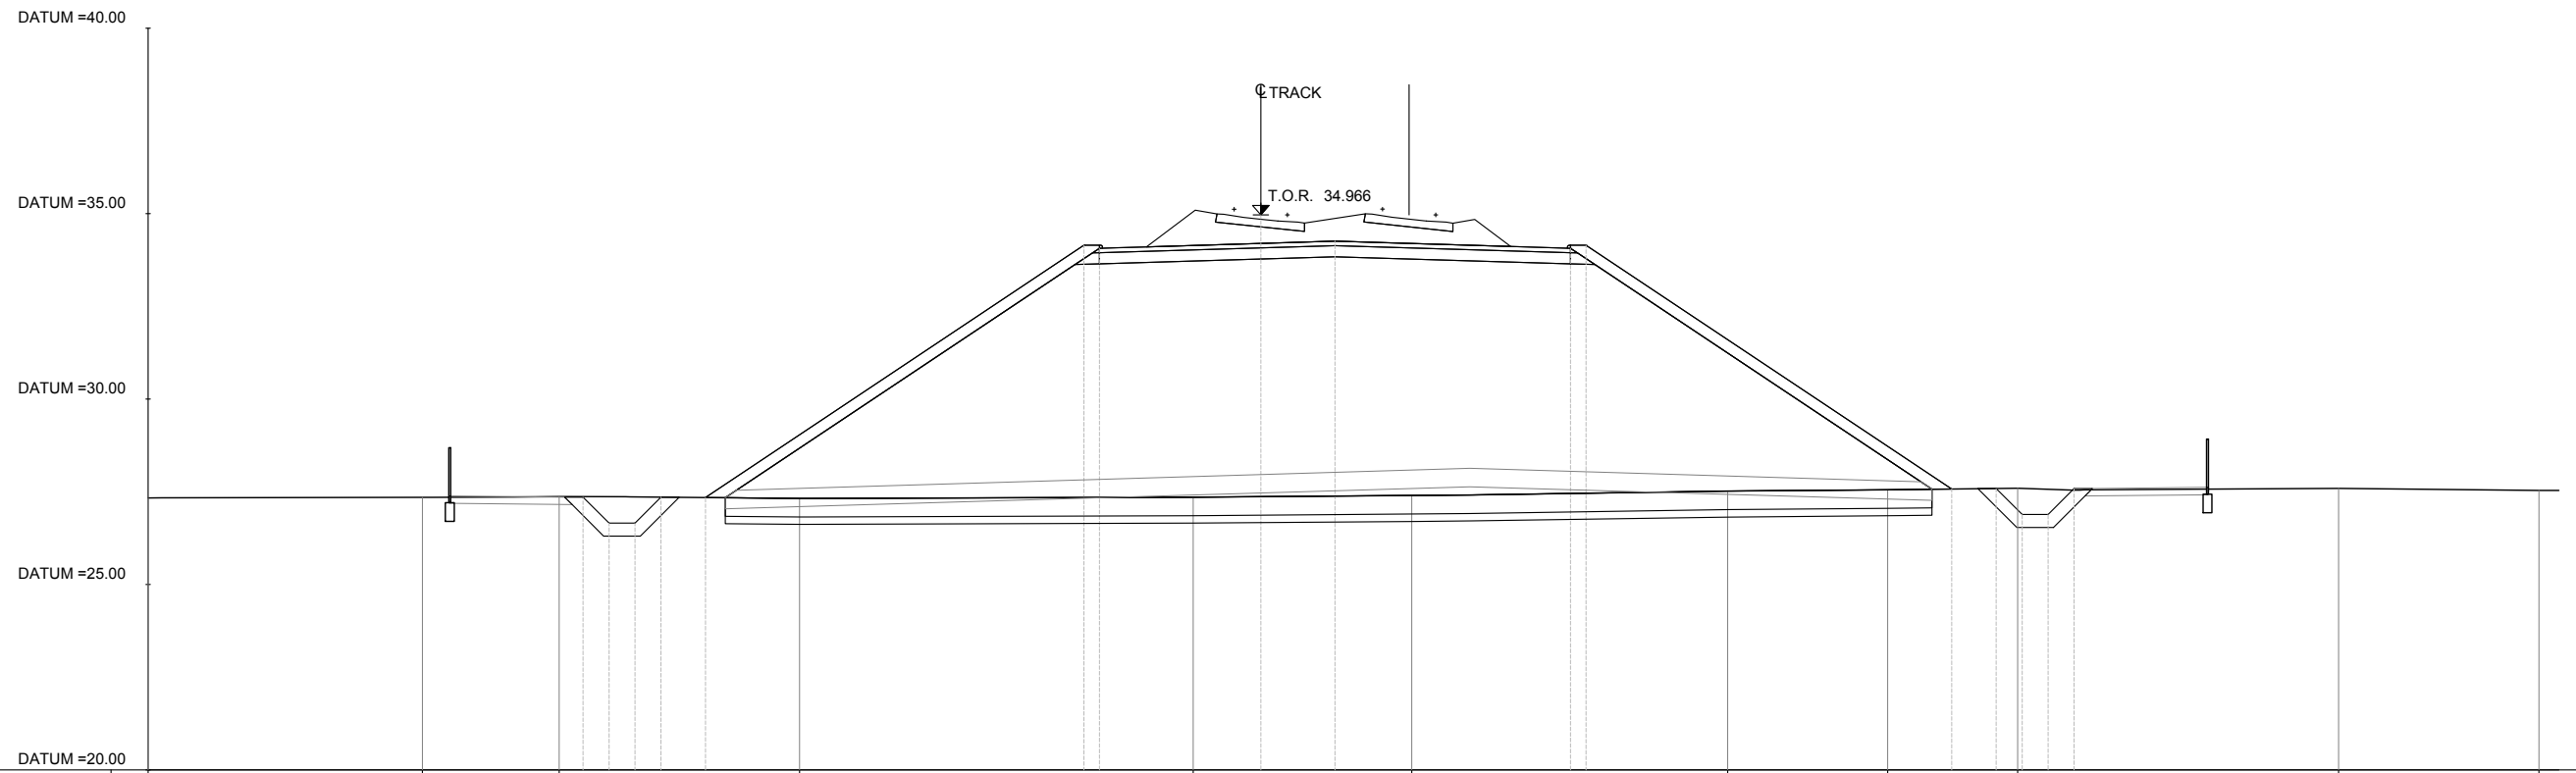 DATUM =40.00
℄ TRACK
DATUM =35.00
T.O.R. 34.966
DATUM =30.00
DATUM =25.00
DATUM =20.00